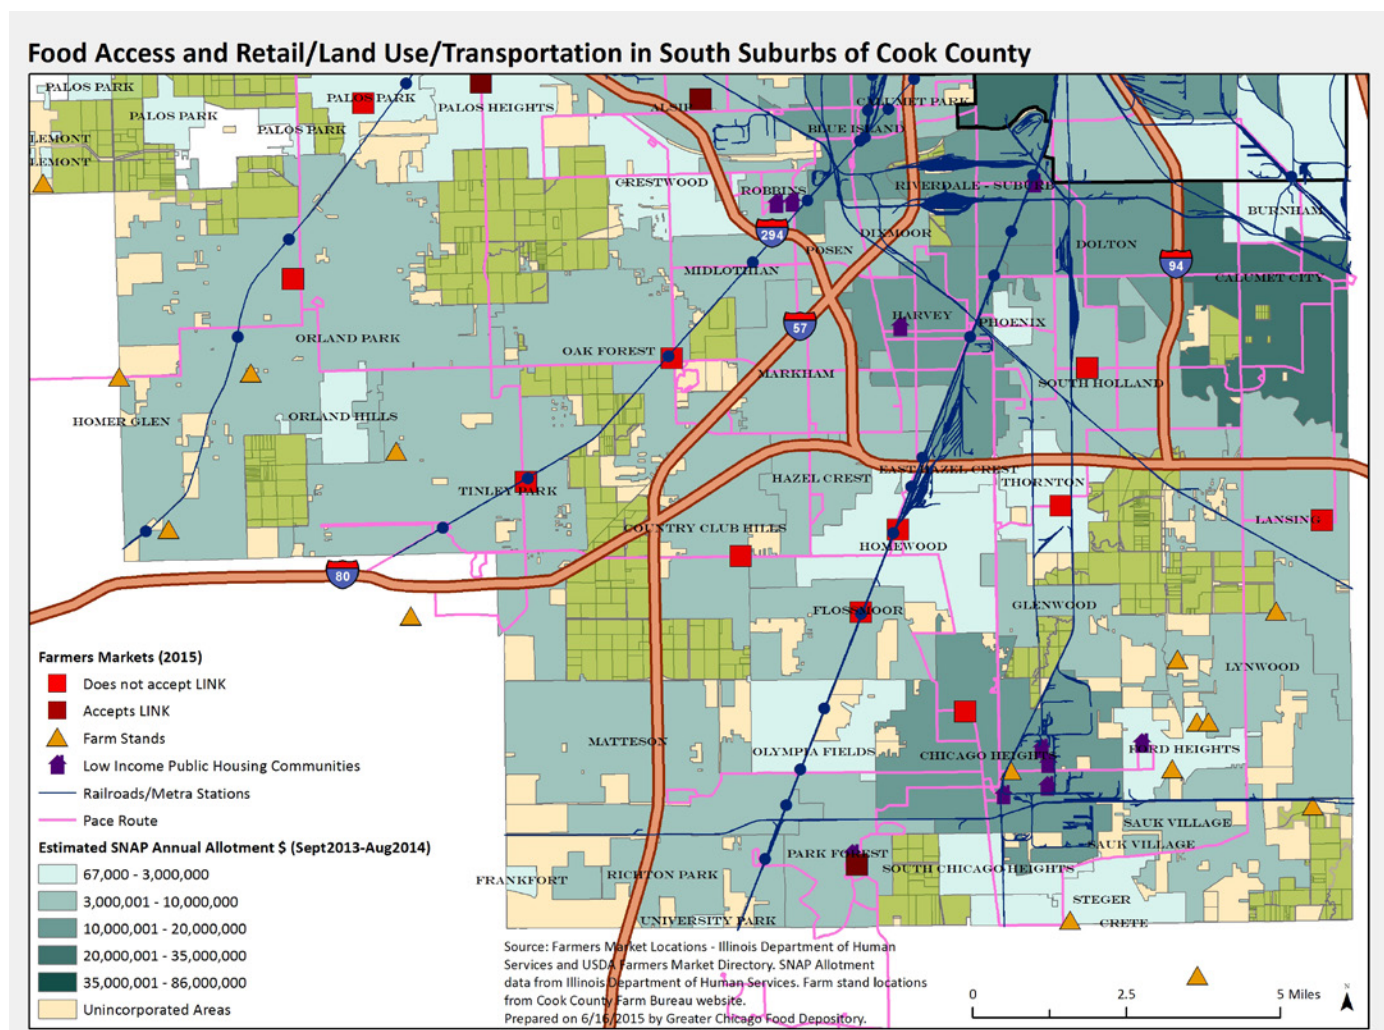 Food Access and Retail/Land Use/Transportation in South Suburbs of Cook County
PALOS PARK
PALOS PARK
PALOS HEIGHTS
ALSIP
CALUMET PARK
PALOS PARK
PALOS PARK
BLUE ISLAND
LEMONT
LEMONT
CRESTWOOD
ROBBINS
RIVERDALE - SUBURB
BURNHAM
294
POSEN
DIXMOOR
DOLTON
MIDLOTHIAN
94
CALUMET CITY
HARVEY
PHOENIX
57
ORLAND PARK
OAK FOREST
MARKHAM
SOUTH HOLLAND
HOMER GLEN
ORLAND HILLS
TINLEY PARK
HAZEL CREST
EAST HAZEL CREST
THORNTON
COUNTRY CLUB HILLS
LANSING
HOMEWOOD
80
FLOSSMOOR
GLENWOOD
LYNWOOD
MATTESON
OLYMPIA FIELDS
CHICAGO HEIGHTS
FORD HEIGHTS
SAUK VILLAGE
SAUK VILLAGE
PARK FOREST
SOUTH CHICAGO HEIGHTS
FRANKFORT
RICHTON PARK
STEGER
UNIVERSITY PARK
CRETE
Farmers Markets (2015)
Does not accept LINK
Accepts LINK
Farm Stands
Low Income Public Housing Communities
Railroads/Metra Stations
Pace Route
Estimated SNAP Annual Allotment $ (Sept2013-Aug2014)
67,000 - 3,000,000
3,000,001 - 10,000,000
10,000,001 - 20,000,000
20,000,001 - 35,000,000
35,000,001 - 86,000,000
Unincorporated Areas
Source: Farmers Market Locations - Illinois Department of Human
Services and USDA Farmers Market Directory. SNAP Allotment
data from Illinois Department of Human Services. Farm stand locations
from Cook County Farm Bureau website.
Prepared on 6/16/2015 by Greater Chicago Food Depository.
0 2.5 5 Miles
N